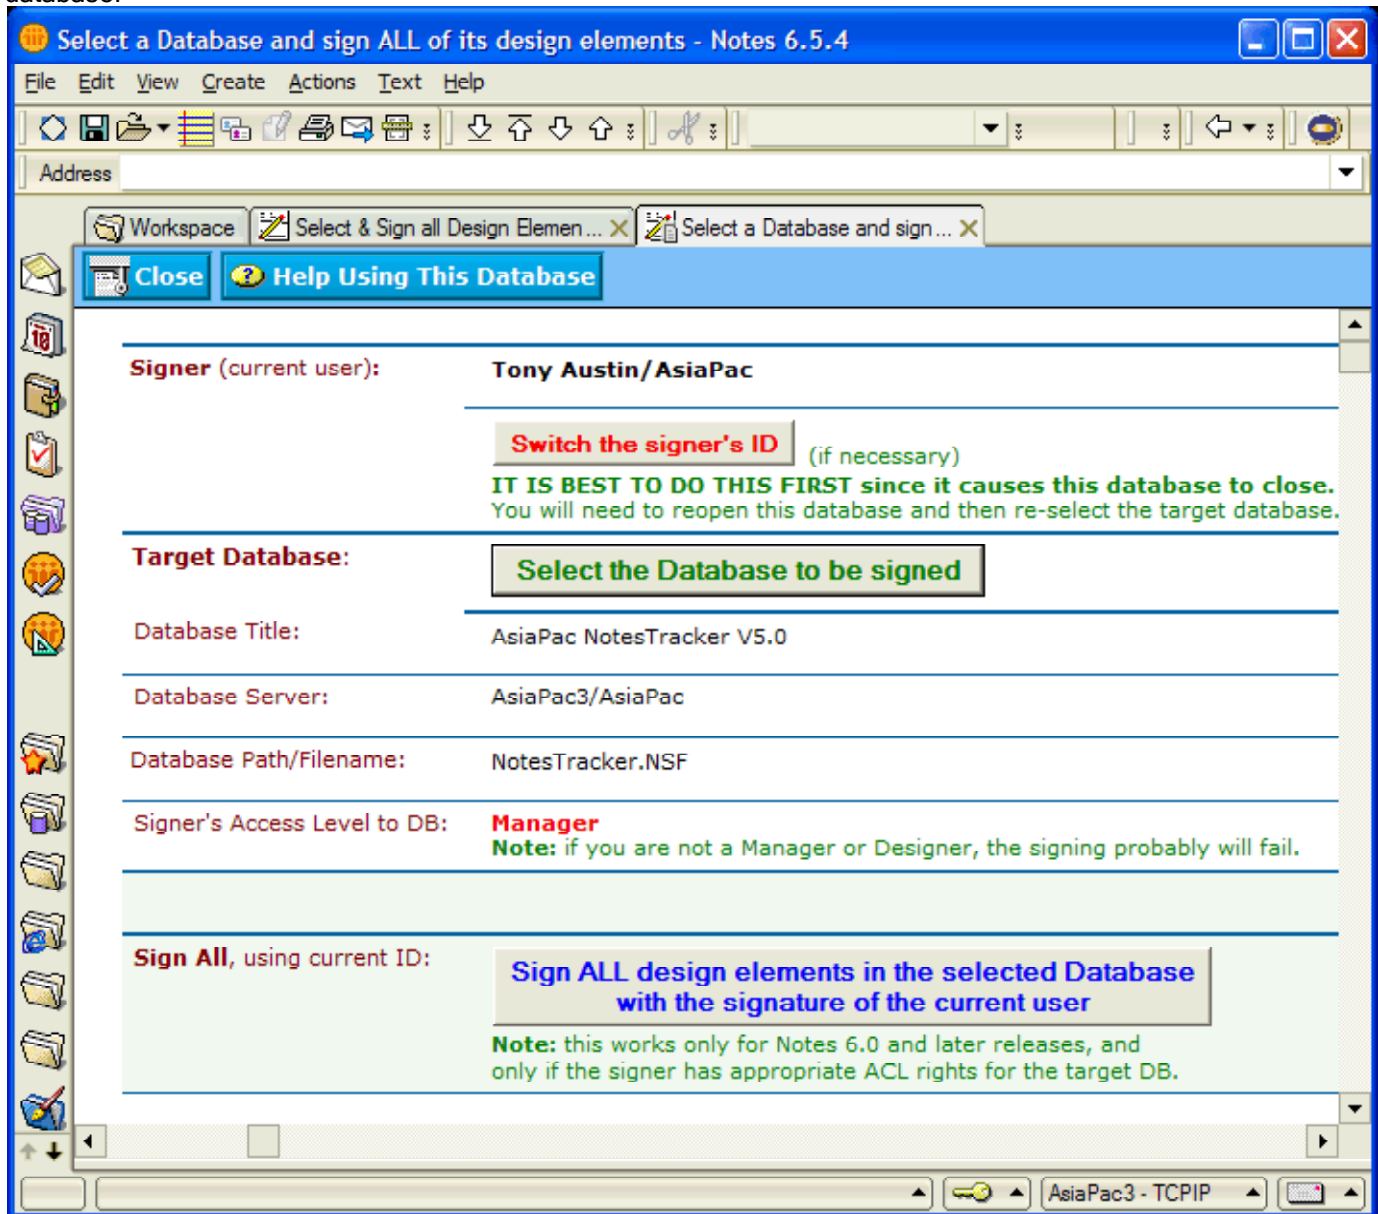 database.
Select a Database and sign ALL of its design elements - Notes 6.5.4
File Edit View Create Actions Text Help
Address
Workspace Select & Sign all Design Elemen ... Select a Database and sign ...
Close Help Using This Database
Signer (current user): Tony Austin/AsiaPac
Switch the signer's ID (if necessary)
IT IS BEST TO DO THIS FIRST since it causes this database to close.
You will need to reopen this database and then re-select the target database.
Target Database: Select the Database to be signed
Database Title: AsiaPac NotesTracker V5.0
Database Server: AsiaPac3/AsiaPac
Database Path/Filename: NotesTracker.NSF
Signer's Access Level to DB: Manager
Note: if you are not a Manager or Designer, the signing probably will fail.
Sign All, using current ID: Sign ALL design elements in the selected Database
with the signature of the current user
Note: this works only for Notes 6.0 and later releases, and
only if the signer has appropriate ACL rights for the target DB.
AsiaPac3 - TCPIP